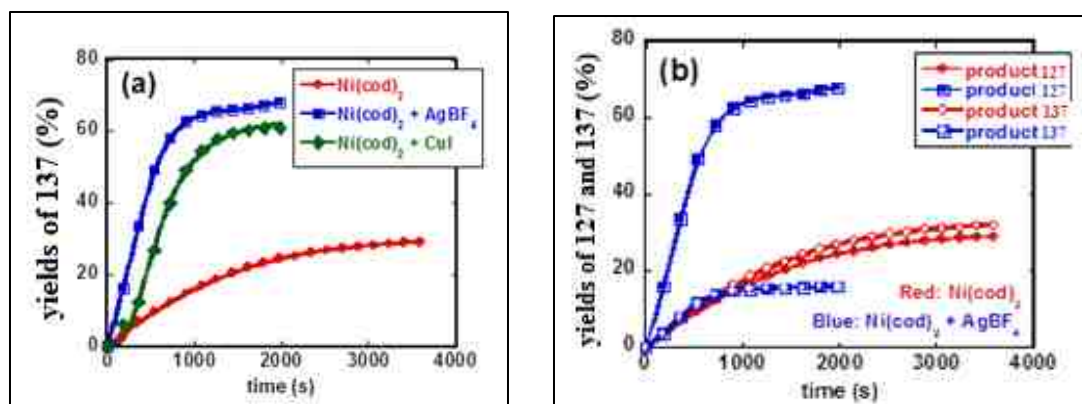 (a)
Ni(cod)2
Ni(cod)2 + AgBF4
Ni(cod)2 + CuI
yields of 137 (%)
80
60
40
20
0
0 1000 2000 3000 4000
time (s)
(b)
product 127
product 127
product 137
product 137
yields of 127 and 137 (%)
80
60
40
20
0
Red: Ni(cod)2
Blue: Ni(cod)2 + AgBF4
0 1000 2000 3000 4000
time (s)